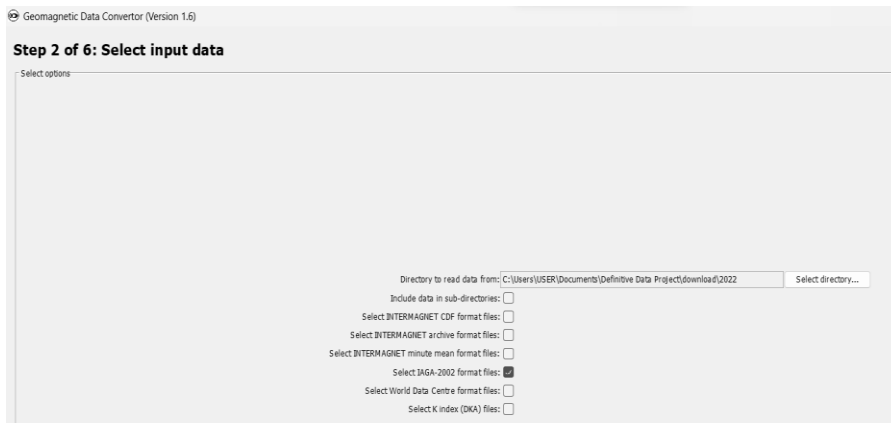 Geomagnetic Data Convertor (Version 1.6)
Step 2 of 6: Select input data
Select options
Directory to read data from: C:\Users\USER\Documents\Definitive Data Project\download\2022 Select directory...
Include data in sub-directories:
Select INTERMAGNET CDF format files:
Select INTERMAGNET archive format files:
Select INTERMAGNET minute mean format files:
Select IAGA-2002 format files:
Select World Data Centre format files:
Select K index (DKA) files: